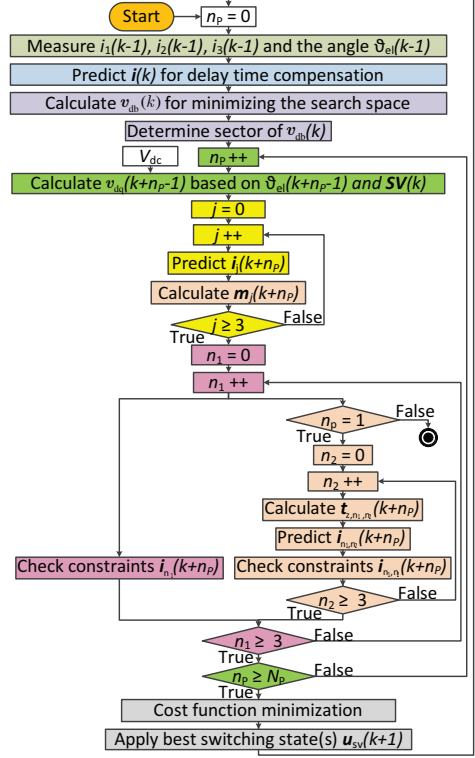 Start
n_P = 0
Measure i_1(k-1), i_2(k-1), i_3(k-1) and the angle ϑ_el(k-1)
Predict i(k) for delay time compensation
Calculate v_db(k) for minimizing the search space
Determine sector of v_db(k)
V_dc
n_P ++
Calculate v_dq(k+n_P-1) based on ϑ_el(k+n_P-1) and SV(k)
j = 0
j ++
Predict i_j(k+n_P)
Calculate m_j(k+n_P)
j ≥ 3
False
True
n_1 = 0
n_1 ++
n_p = 1
False
True
n_2 = 0
n_2 ++
Calculate t_z,n_1,n_2(k+n_P)
Predict i_n_1,n_2(k+n_P)
Check constraints i_n_1(k+n_P)
Check constraints i_n_1,n_2(k+n_P)
n_2 ≥ 3
False
True
n_1 ≥ 3
False
True
n_P ≥ N_P
False
True
Cost function minimization
Apply best switching state(s) u_sv(k+1)